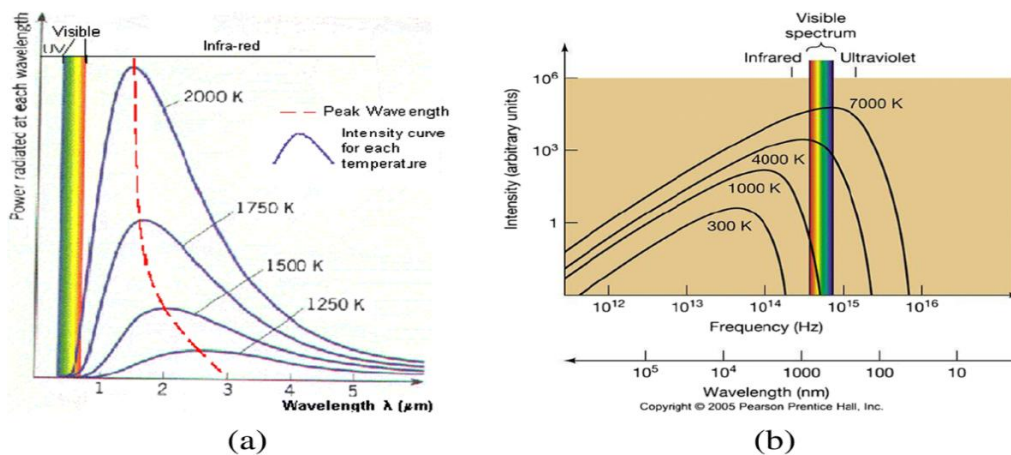 Visible
UV
Infra-red
2000 K
Peak Wavelength
Intensity curve
for each
temperature
1750 K
1500 K
1250 K
Power radiated at each wavelength
1 2 3 4 5
Wavelength λ (μm)
(a)
Visible
spectrum
Infrared Ultraviolet
10⁶
7000 K
4000 K
10³
1000 K
300 K
1
Intensity (arbitrary units)
10¹² 10¹³ 10¹⁴ 10¹⁵ 10¹⁶
Frequency (Hz)
10⁵ 10⁴ 1000 100 10
Wavelength (nm)
Copyright © 2005 Pearson Prentice Hall, Inc.
(b)